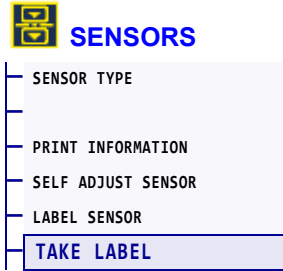 SENSORS
SENSOR TYPE
PRINT INFORMATION
SELF ADJUST SENSOR
LABEL SENSOR
TAKE LABEL